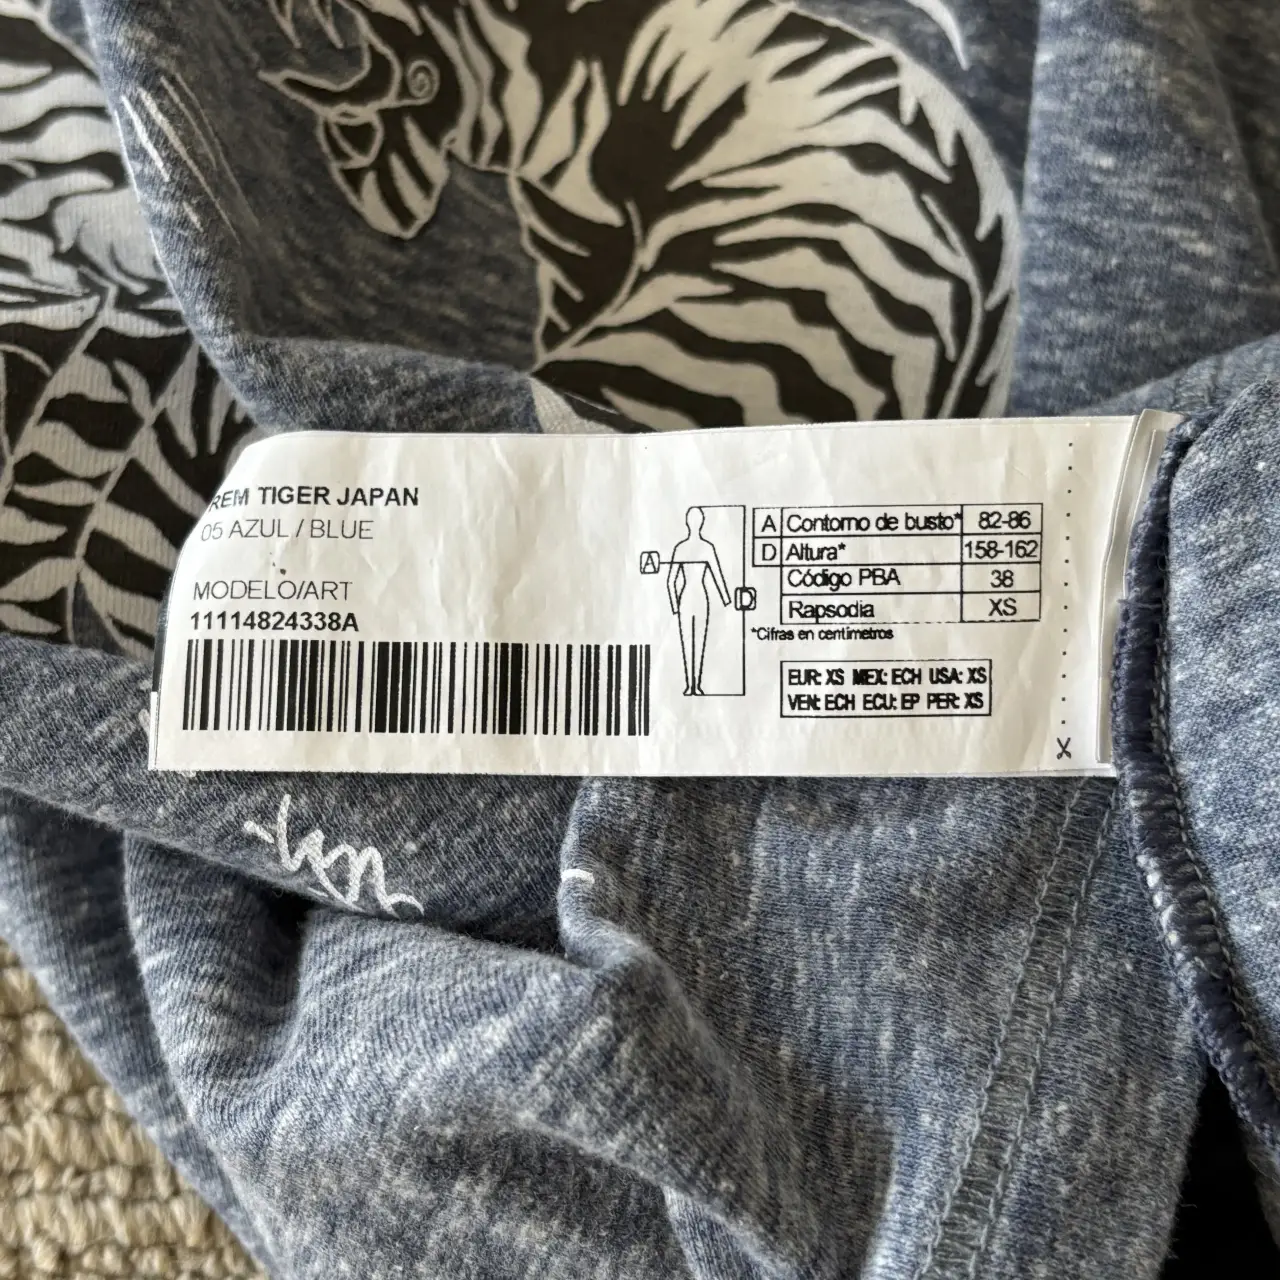 REM TIGER JAPAN
05 AZUL / BLUE
MODELO/ART
11114824338A
A
D
A Contorno de busto* 82-86
D Altura* 158-162
Código PBA 38
Rapsodia XS
*Cifras en centímetros
EUR: XS MEX: ECH USA: XS
VEN: ECH ECU: EP PER: XS